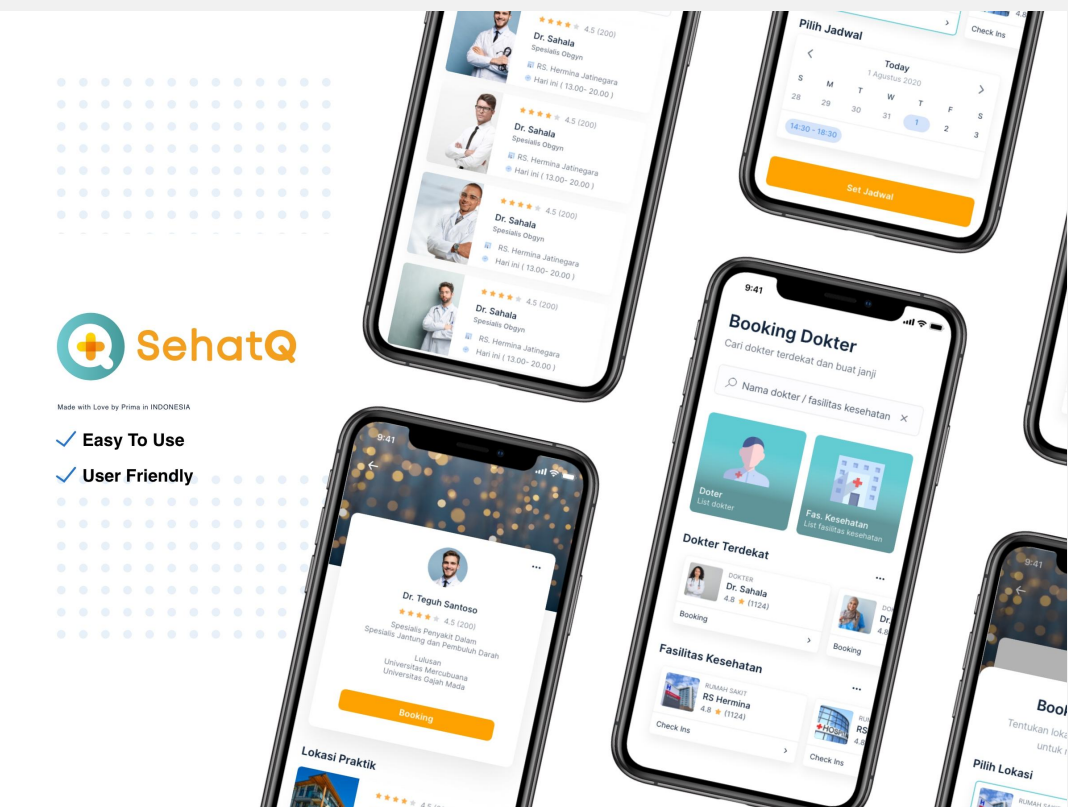 SehatQ
Made with Love by Prima in INDONESIA
Easy To Use
User Friendly
4.5 (200)
Dr. Sahala
Spesialis Obgyn
RS. Hermina Jatinegara
Hari ini ( 13.00- 20.00 )
4.5 (200)
Dr. Sahala
Spesialis Obgyn
RS. Hermina Jatinegara
Hari ini ( 13.00- 20.00 )
4.5 (200)
Dr. Sahala
Spesialis Obgyn
RS. Hermina Jatinegara
Hari ini ( 13.00- 20.00 )
4.5 (200)
Dr. Sahala
Spesialis Obgyn
RS. Hermina Jatinegara
Hari ini ( 13.00- 20.00 )
Check Ins
Pilih Jadwal
Today
1 Agustus 2020
S M T W T F S
28 29 30 31 1 2 3
14:30 - 18:30
Set Jadwal
9:41
Dr. Teguh Santoso
4.5 (200)
Spesialis Penyakit Dalam
Spesialis Jantung dan Pembuluh Darah
Lulusan
Universitas Mercubuana
Universitas Gajah Mada
Booking
Lokasi Praktik
9:41
Booking Dokter
Cari dokter terdekat dan buat janji
Nama dokter / fasilitas kesehatan
Doter
List dokter
Fas. Kesehatan
List fasilitas kesehatan
Dokter Terdekat
DOKTER
Dr. Sahala
4.8 (1124)
Booking
Dr.
4.8
Booking
Fasilitas Kesehatan
RUMAH SAKIT
RS Hermina
4.8 (1124)
Check Ins
RS
4.8
Check Ins
9:41
Pilih Lokasi